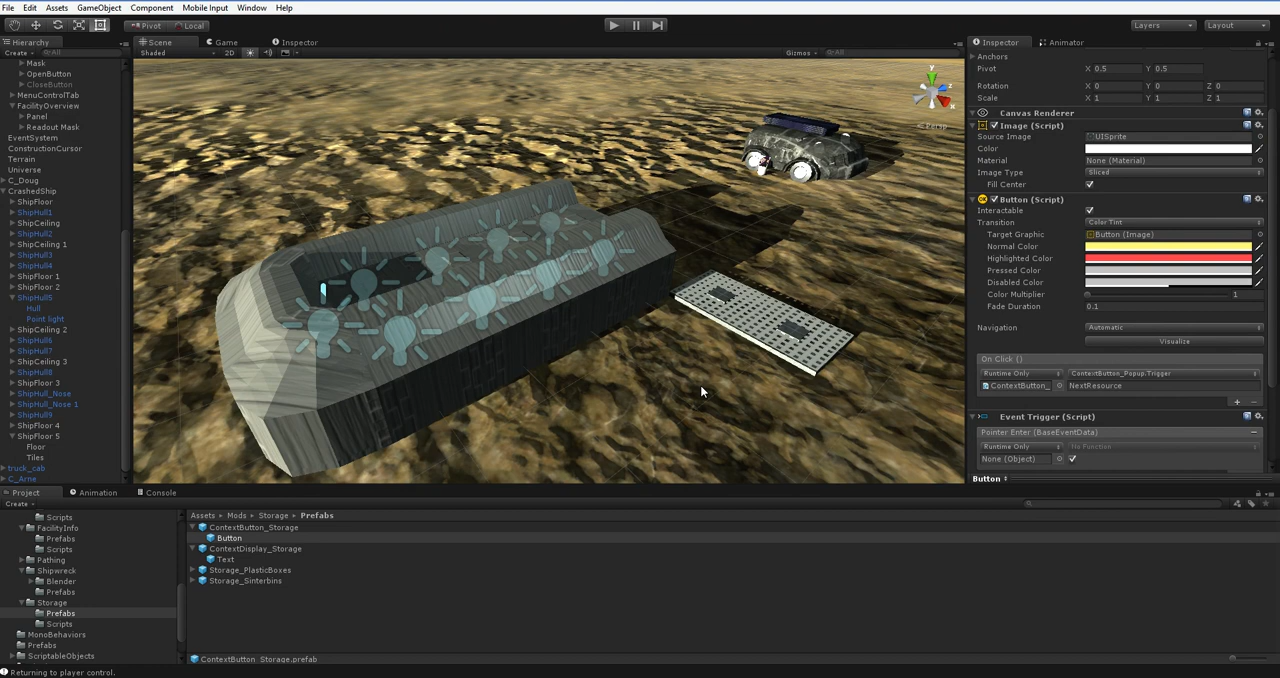 File Edit Assets GameObject Component Mobile Input Window Help
Pivot Local Layers Layout
Hierarchy Scene Game Inspector Inspector Animator
Create All Shaded 2D Gizmos All
Mask
OpenButton
CloseButton
MenuControlTab
FacilityOverview
Panel
Readout Mask
EventSystem
ConstructionCursor
Terrain
Universe
C_Doug
CrashedShip
ShipFloor
ShipHull1
ShipCeiling
ShipHull2
ShipCeiling 1
ShipHull3
ShipHull4
ShipFloor 1
ShipFloor 2
ShipHull5
Hull
Point light
ShipCeiling 2
ShipHull6
ShipHull7
ShipCeiling 3
ShipHull8
ShipFloor 3
ShipHull_Nose
ShipHull_Nose 1
ShipHull9
ShipFloor 4
ShipFloor 5
Floor
Tiles
truck_cab
C_Arne
y
x
z
Persp
Anchors
Pivot X 0.5 Y 0.5
Rotation X 0 Y 0 Z 0
Scale X 1 Y 1 Z 1
Canvas Renderer
Image (Script)
Source Image UISprite
Color
Material None (Material)
Image Type Sliced
Fill Center
Button (Script)
Interactable
Transition Color Tint
Target Graphic Button (Image)
Normal Color
Highlighted Color
Pressed Color
Disabled Color
Color Multiplier 1
Fade Duration 0.1
Navigation Automatic
Visualize
On Click ()
Runtime Only ContextButton_Popup.Trigger
ContextButton_ NextResource
Event Trigger (Script)
Pointer Enter (BaseEventData)
Runtime Only No Function
None (Object)
Button
Project Animation Console
Create
Scripts
FacilityInfo
Prefabs
Scripts
Pathing
Shipwreck
Blender
Prefabs
Storage
Prefabs
Scripts
MonoBehaviors
Prefabs
ScriptableObjects
Assets Mods Storage Prefabs
ContextButton_Storage
Button
ContextDisplay_Storage
Text
Storage_PlasticBoxes
Storage_Sinterbins
ContextButton_Storage.prefab
Returning to player control.